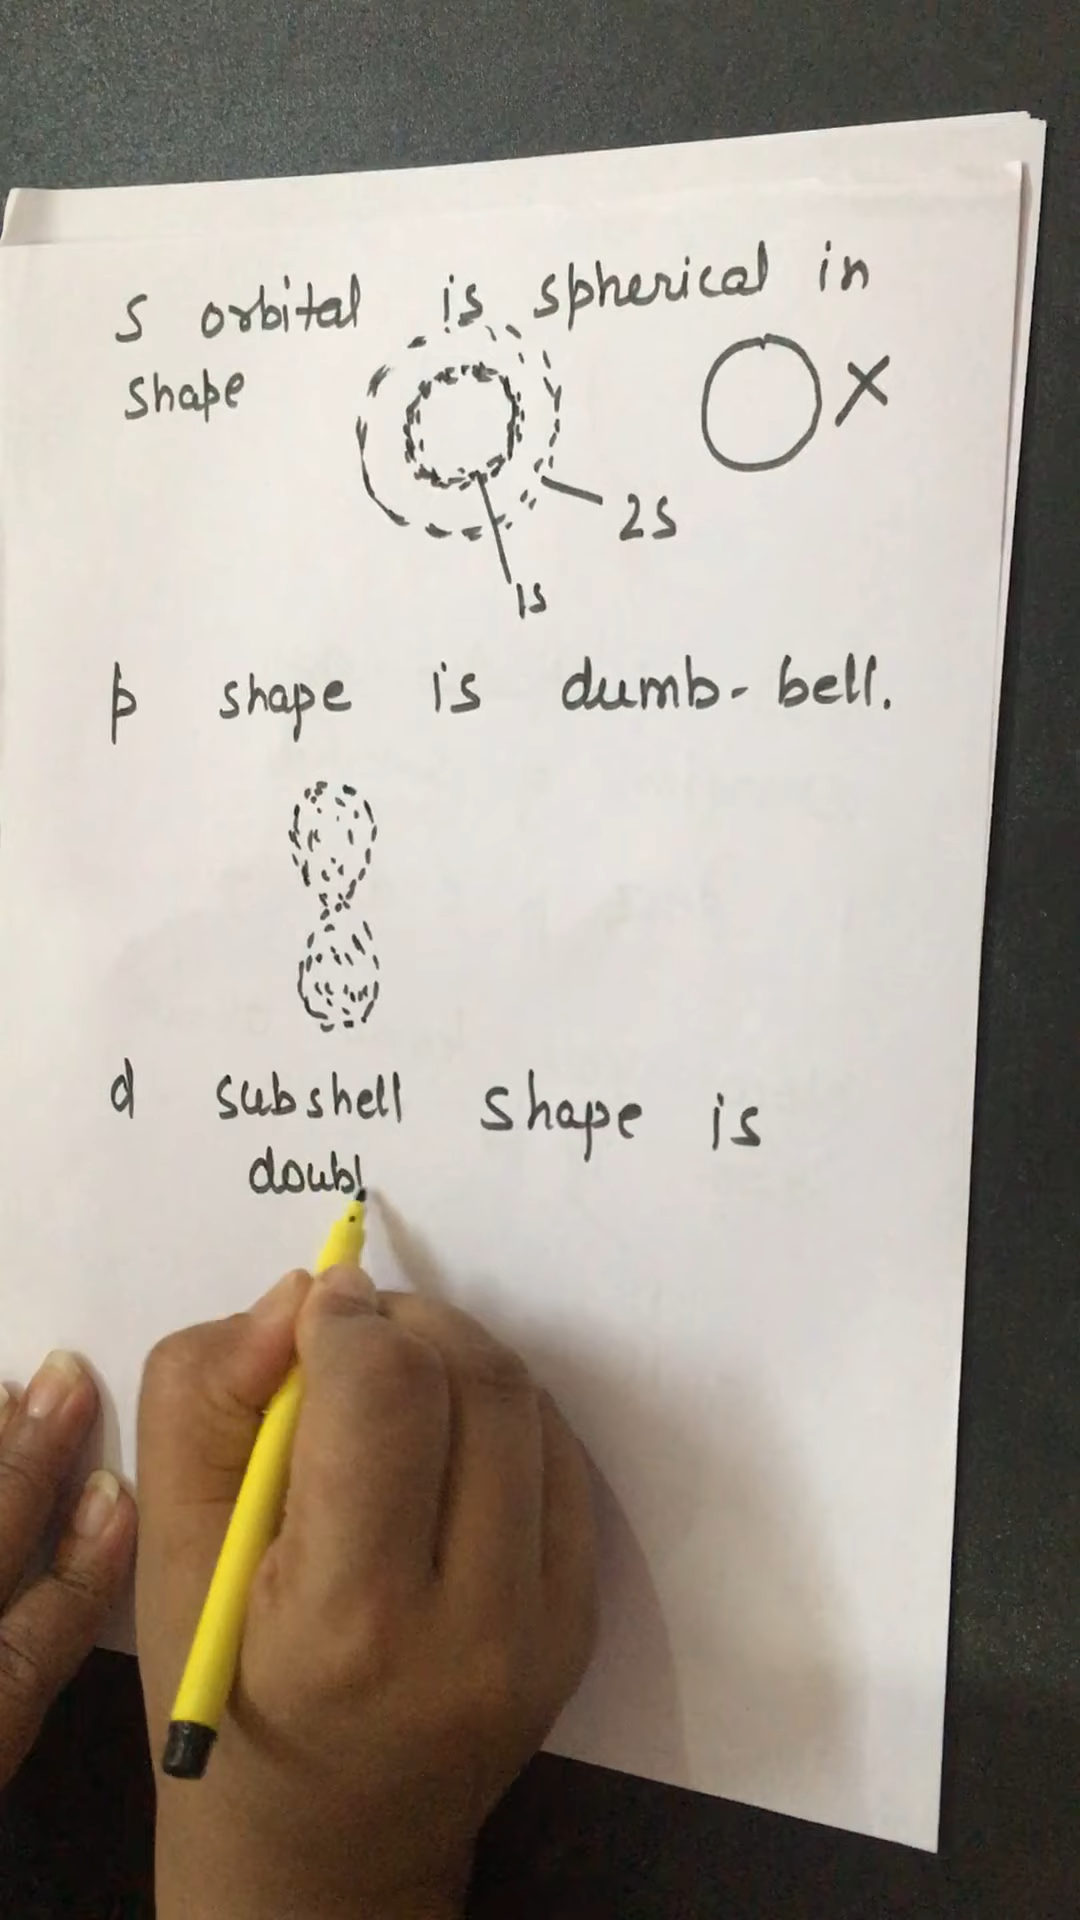 s orbital is spherical in
shape
X
2s
1s
p shape is dumb-bell.
d subshell shape is
doubl